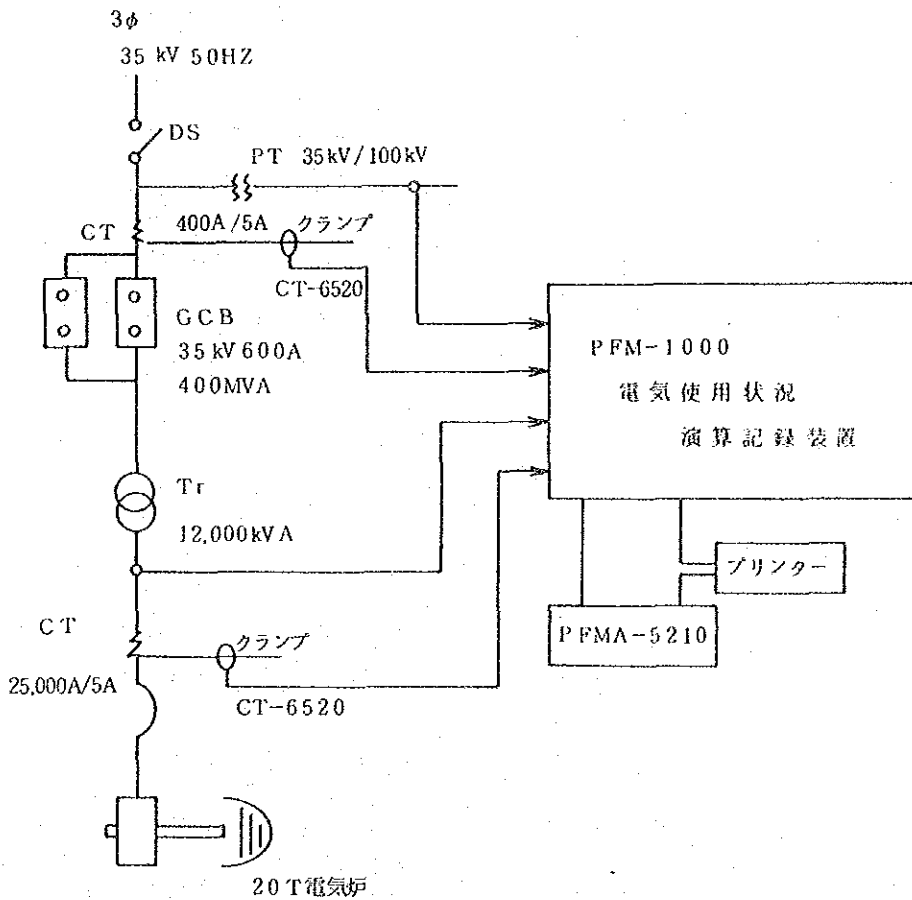 3φ
35 kV 50HZ
DS
PT 35kV/100kV
CT
400A/5A
クランプ
CT-6520
GCB
35kV600A
400MVA
PFM-1000
電気使用状況
演算記録装置
Tr
12,000kVA
プリンター
PFMA-5210
CT
クランプ
25,000A/5A
CT-6520
20T電気炉